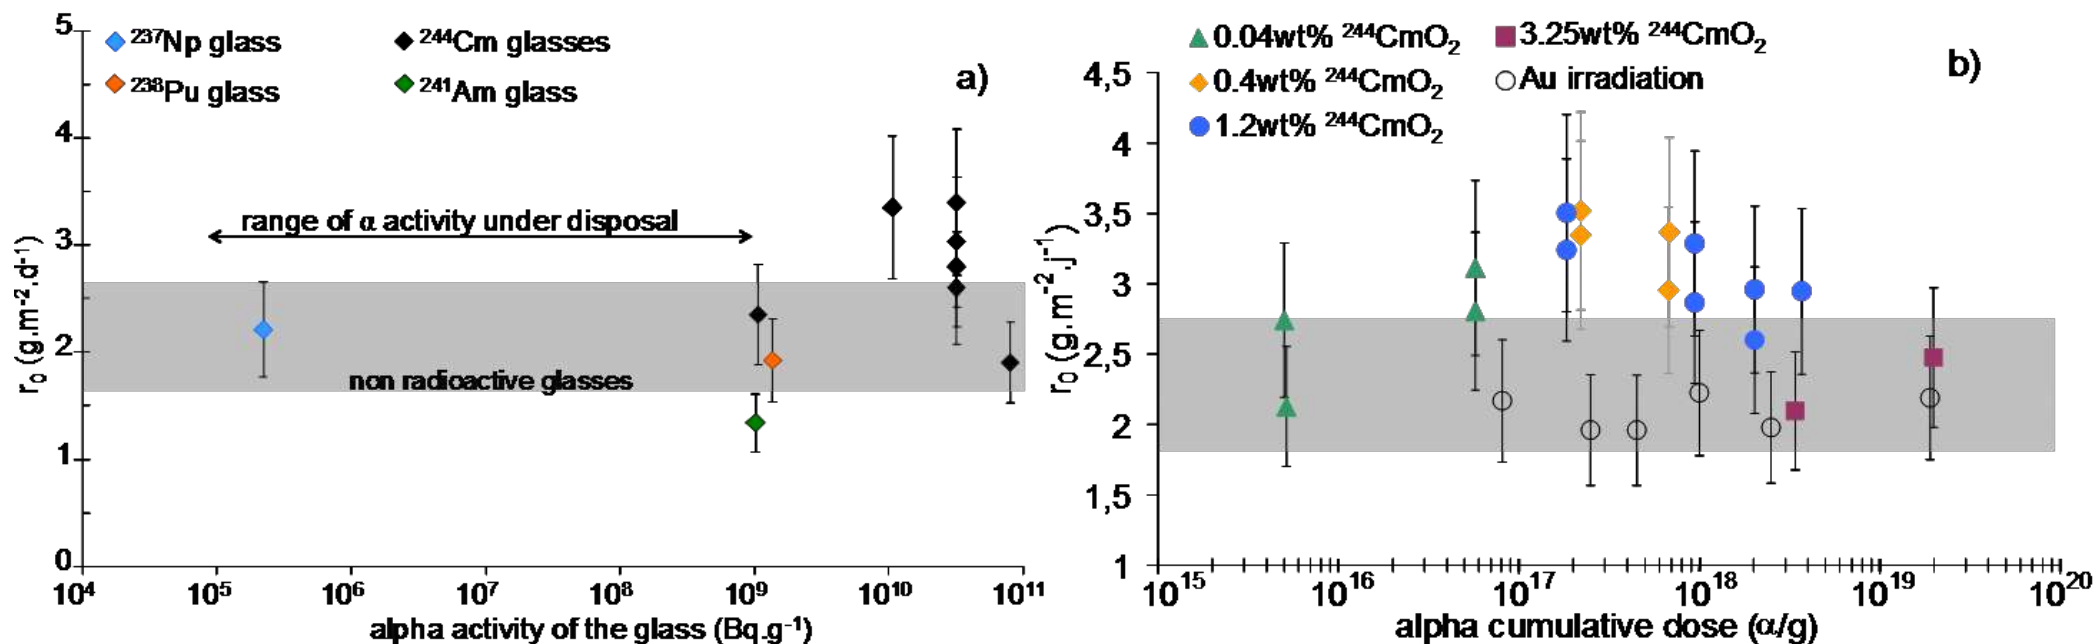 5
4
3
2
1
0
r₀ (g.m⁻².d⁻¹)
²³⁷Np glass
²⁴⁴Cm glasses
²³⁸Pu glass
²⁴¹Am glass
a)
range of α activity under disposal
non radioactive glasses
10⁴ 10⁵ 10⁶ 10⁷ 10⁸ 10⁹ 10¹⁰ 10¹¹
alpha activity of the glass (Bq.g⁻¹)
0.04wt% ²⁴⁴CmO₂
3.25wt% ²⁴⁴CmO₂
0.4wt% ²⁴⁴CmO₂
Au irradiation
1.2wt% ²⁴⁴CmO₂
b)
4,5
4
3,5
3
2,5
2
1,5
1
r₀ (g.m⁻².j⁻¹)
10¹⁵ 10¹⁶ 10¹⁷ 10¹⁸ 10¹⁹ 10²⁰
alpha cumulative dose (α/g)